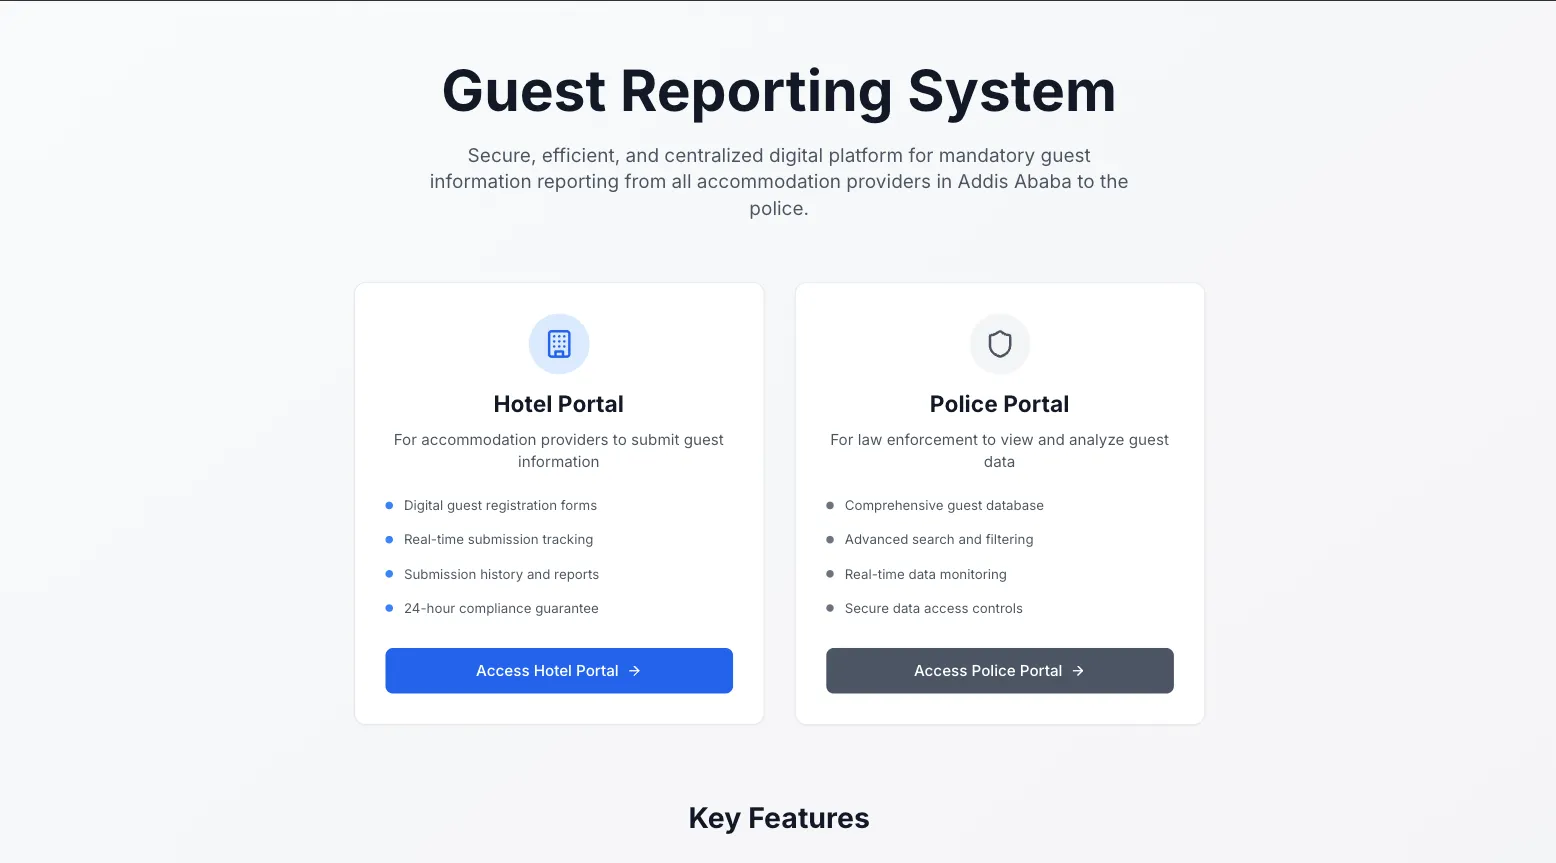 Guest Reporting System
Secure, efficient, and centralized digital platform for mandatory guest
information reporting from all accommodation providers in Addis Ababa to the
police.
Hotel Portal
For accommodation providers to submit guest
information
Digital guest registration forms
Real-time submission tracking
Submission history and reports
24-hour compliance guarantee
Access Hotel Portal →
Police Portal
For law enforcement to view and analyze guest
data
Comprehensive guest database
Advanced search and filtering
Real-time data monitoring
Secure data access controls
Access Police Portal →
Key Features